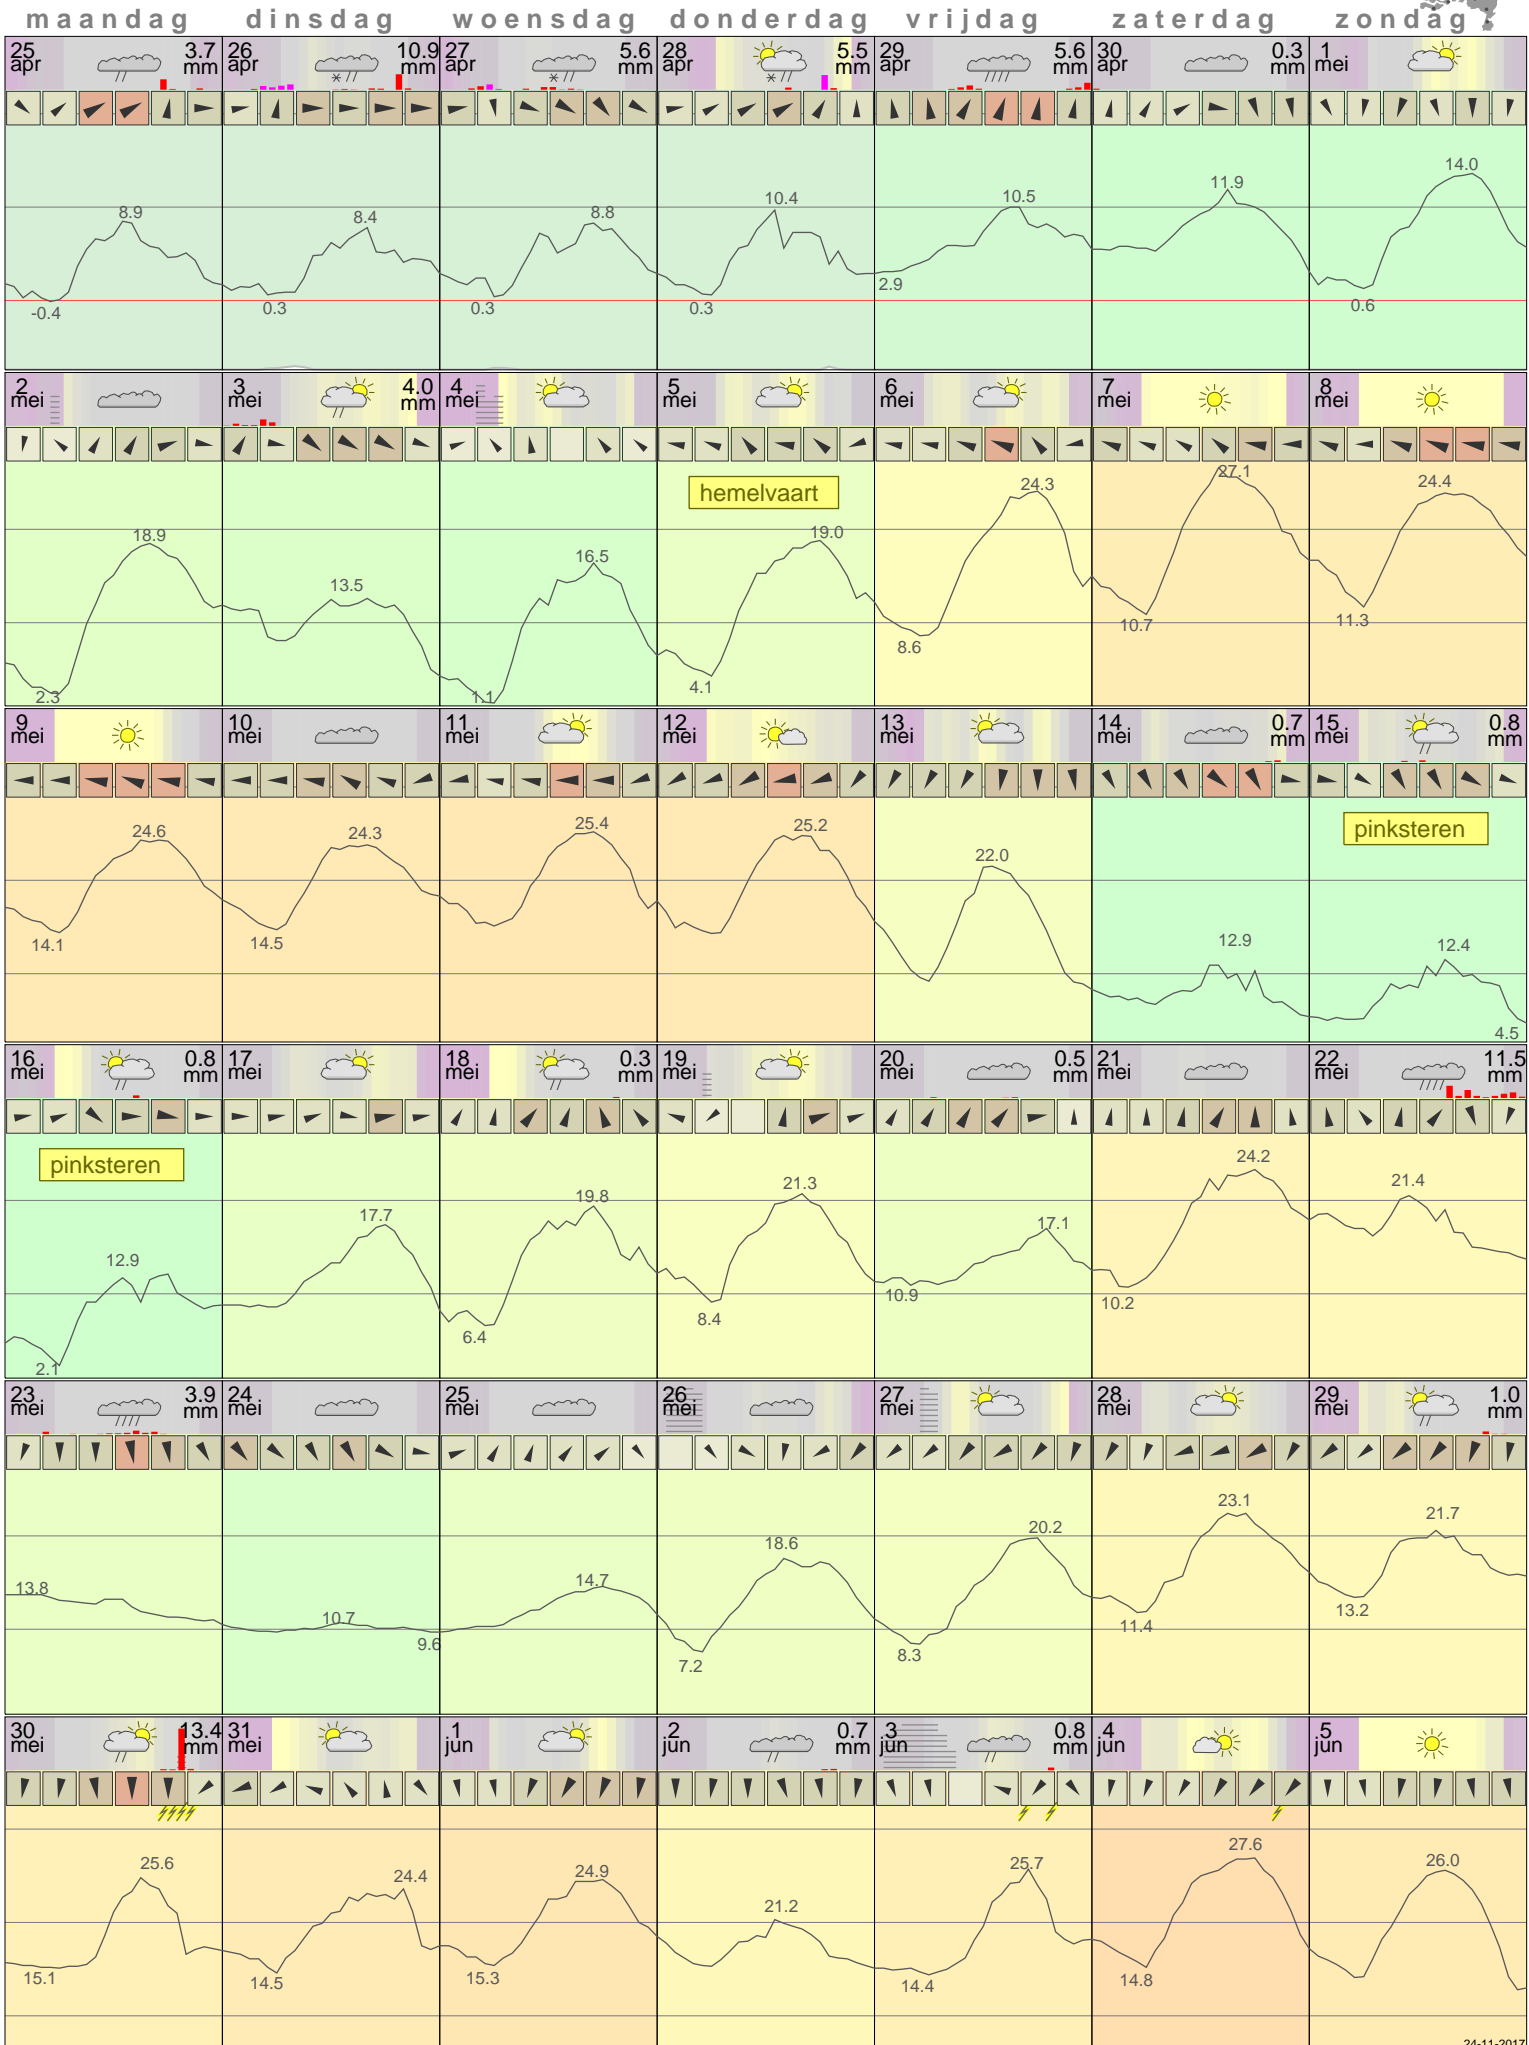 maandag dinsdag woensdag donderdag vrijdag zaterdag zondag
25 apr 3.7 mm 26 apr 10.9 mm 27 apr 5.6 mm 28 apr 5.5 mm 29 apr 5.6 mm 30 apr 0.3 mm 1 mei
8.9 8.4 8.8 10.4 10.5 11.9 14.0
-0.4 0.3 0.3 0.3 2.9 0.6
2 mei 3 mei 4.0 mm 4 mei 5 mei 6 mei 7 mei 8 mei
hemelvaart
18.9 13.5 16.5 19.0 24.3 27.1 24.4
2.3 1.1 4.1 8.6 10.7 11.3
9 mei 10 mei 11 mei 12 mei 13 mei 14 mei 0.7 mm 15 mei 0.8 mm
pinksteren
24.6 24.3 25.4 25.2 22.0 12.9 12.4
14.1 14.5 4.5
16 mei 0.8 mm 17 mei 18 mei 0.3 mm 19 mei 20 mei 0.5 mm 21 mei 22 mei 11.5 mm
pinksteren
12.9 17.7 19.8 21.3 17.1 24.2 21.4
2.1 6.4 8.4 10.9 10.2
23 mei 3.9 mm 24 mei 25 mei 26 mei 27 mei 28 mei 29 mei 1.0 mm
13.8 10.7 14.7 18.6 20.2 23.1 21.7
9.6 7.2 8.3 11.4 13.2
30 mei 13.4 mm 31 mei 1 jun 2 jun 0.7 mm 3 jun 0.8 mm 4 jun 5 jun
25.6 24.4 24.9 21.2 25.7 27.6 26.0
15.1 14.5 15.3 14.4 14.8
24-11-2017